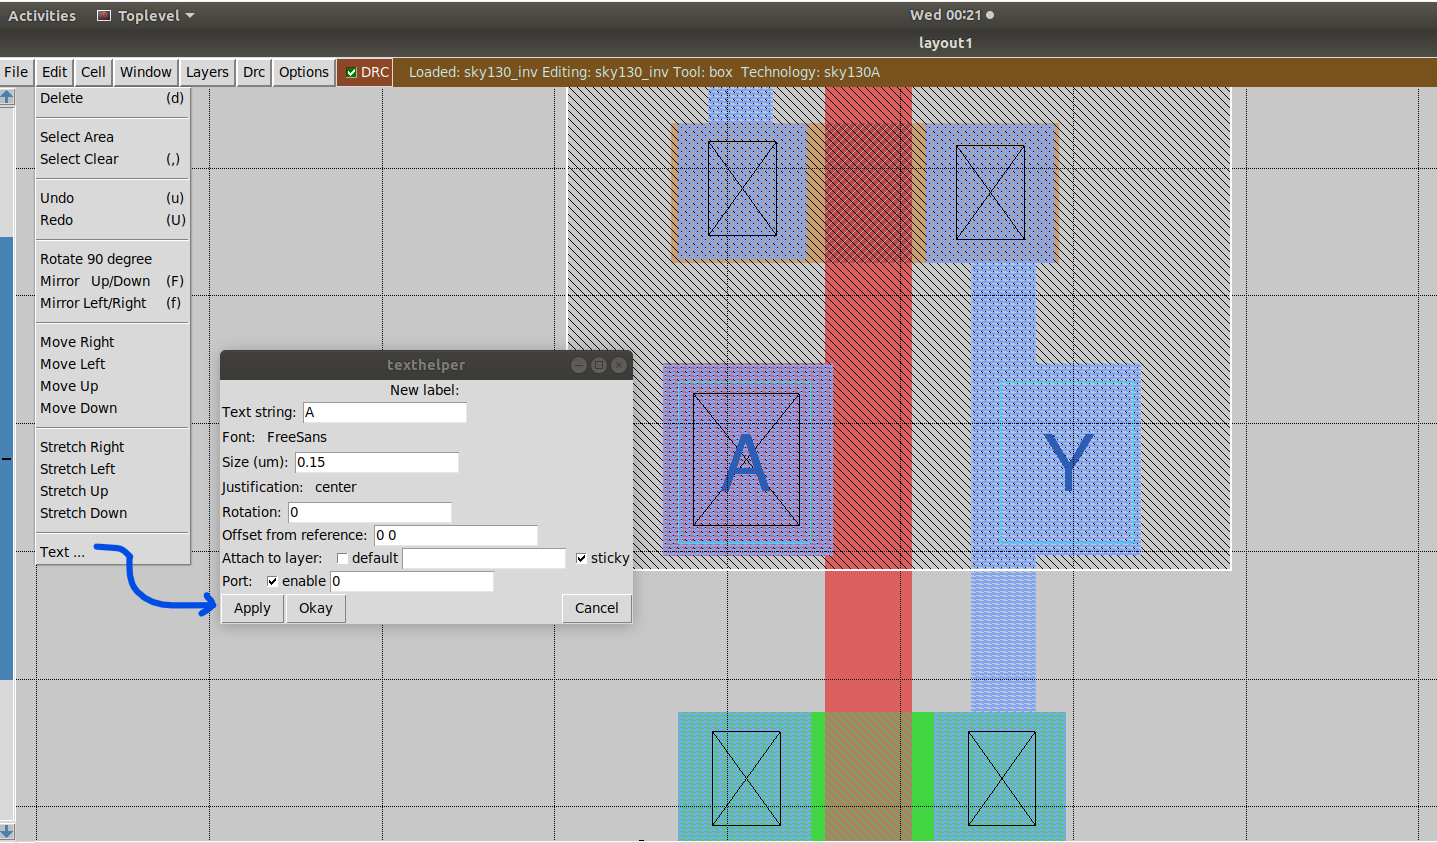 Activities Toplevel Wed 00:21
layout1
File Edit Cell Window Layers Drc Options DRC Loaded: sky130_inv Editing: sky130_inv Tool: box Technology: sky130A
Delete (d)
Select Area
Select Clear (,)
Undo (u)
Redo (U)
Rotate 90 degree
Mirror Up/Down (F)
Mirror Left/Right (f)
Move Right
Move Left
Move Up
Move Down
Stretch Right
Stretch Left
Stretch Up
Stretch Down
Text ...
texthelper
New label:
Text string: A
Font: FreeSans
Size (um): 0.15
Justification: center
Rotation: 0
Offset from reference: 0 0
Attach to layer: default sticky
Port: enable 0
Apply Okay Cancel
A Y